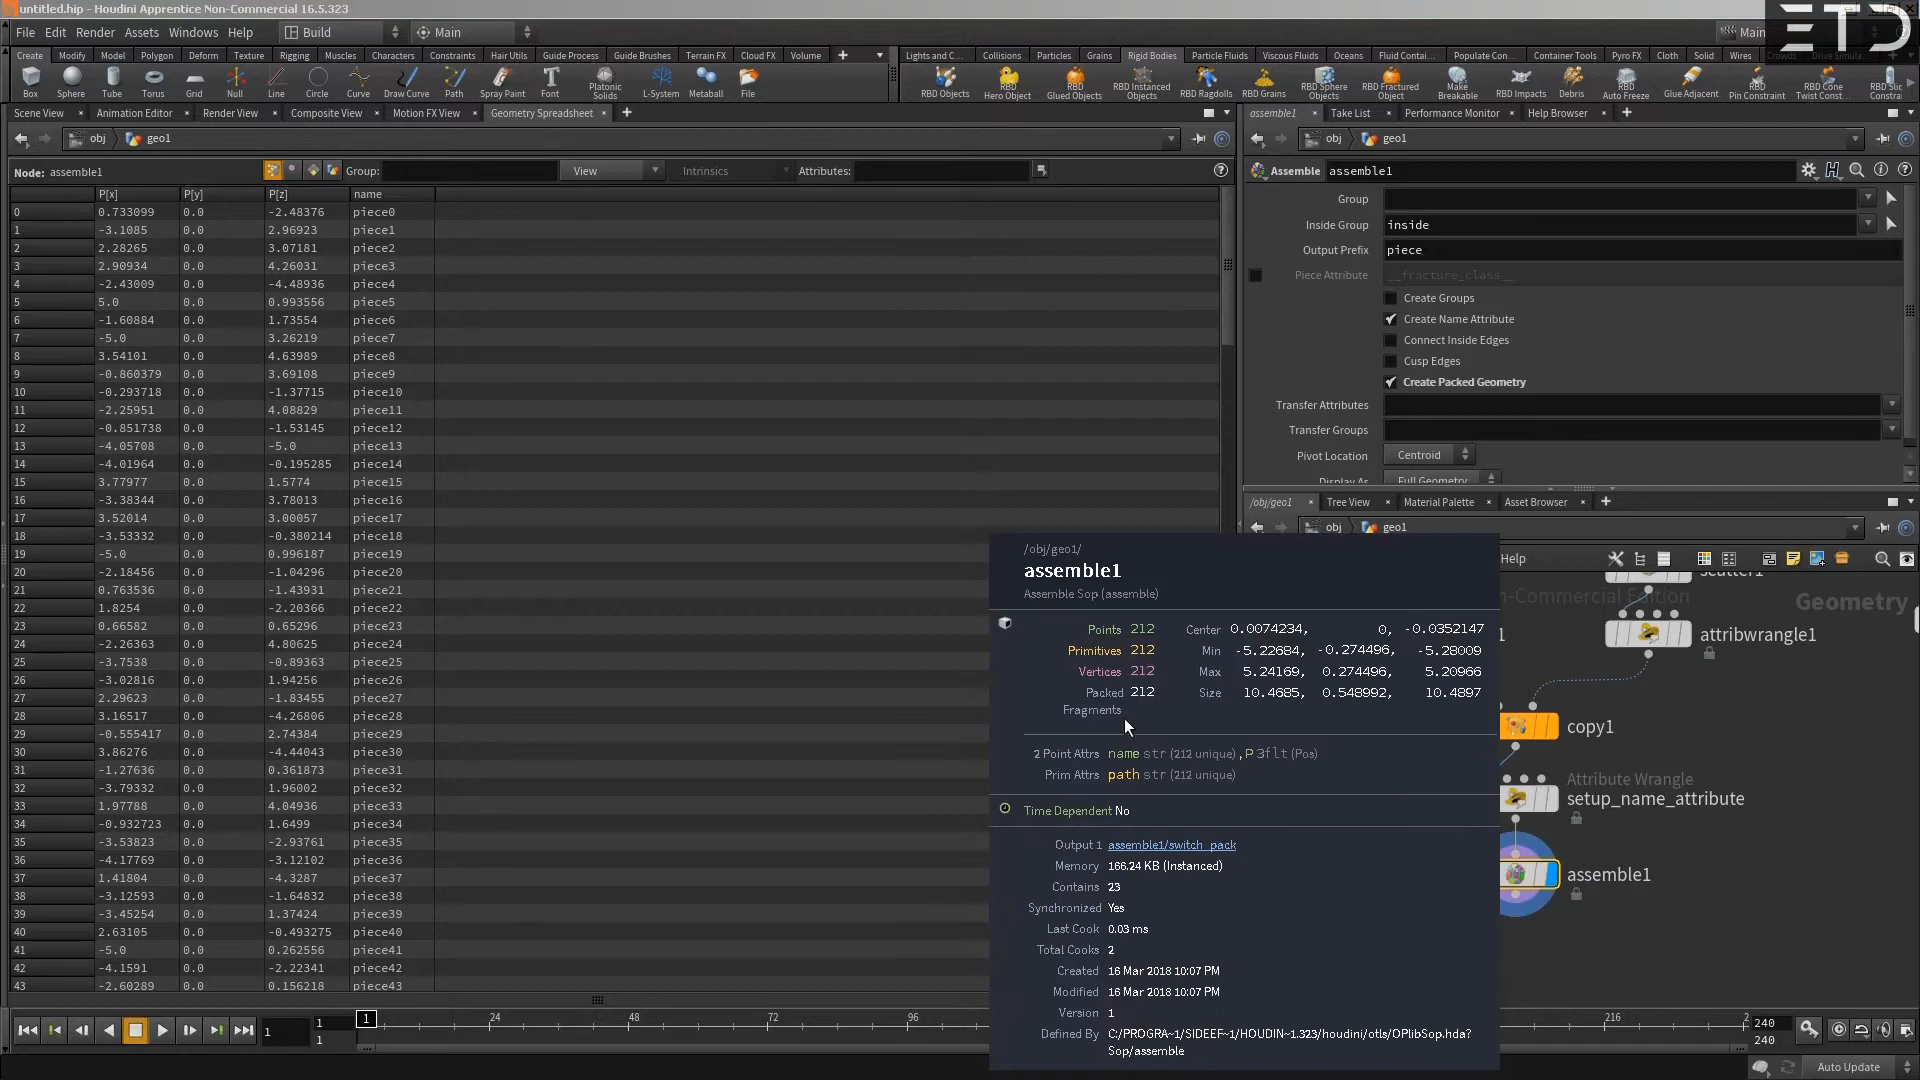 untitled.hip - Houdini Apprentice Non-Commercial 16.5.323
File Edit Render Assets Windows Help Build Main Main
ETD
Create Modify Model Polygon Deform Texture Rigging Muscles Characters Constraints Hair Utils Guide Process Guide Brushes Terrain FX Cloud FX Volume
Lights and C... Collisions Particles Grains Rigid Bodies Particle Fluids Viscous Fluids Oceans Fluid Contai... Populate Con... Container Tools Pyro FX Cloth Solid Wires Crowds Drive Simula...
Box Sphere Tube Torus Grid Null Line Circle Curve Draw Curve Path Spray Paint Font Platonic Solids L-System Metaball File
RBD Objects RBD Hero Object RBD Glued Objects RBD Instanced Objects RBD Ragdolls RBD Grains RBD Sphere Objects RBD Fractured Object Make Breakable RBD Impacts Debris RBD Auto Freeze Glue Adjacent RBD Pin Constraint RBD Cone Twist Const... RBD Slic Constra
Scene View Animation Editor Render View Composite View Motion FX View Geometry Spreadsheet
obj geo1
Node: assemble1 Group: View Intrinsics Attributes:
P[x] P[y] P[z] name
0 0.733099 0.0 -2.48376 piece0
1 -3.1085 0.0 2.96923 piece1
2 2.28265 0.0 3.07181 piece2
3 2.90934 0.0 4.26031 piece3
4 -2.43009 0.0 -4.48936 piece4
5 5.0 0.0 0.993556 piece5
6 -1.60884 0.0 1.73554 piece6
7 -5.0 0.0 3.26219 piece7
8 3.54101 0.0 4.63989 piece8
9 -0.860379 0.0 3.69108 piece9
10 -0.293718 0.0 -1.37715 piece10
11 -2.25951 0.0 4.08829 piece11
12 -0.851738 0.0 -1.53145 piece12
13 -4.05708 0.0 -5.0 piece13
14 -4.01964 0.0 -0.195285 piece14
15 3.77977 0.0 1.5774 piece15
16 -3.38344 0.0 3.78013 piece16
17 3.52014 0.0 3.00057 piece17
18 -3.53332 0.0 -0.380214 piece18
19 -5.0 0.0 0.996187 piece19
20 -2.18456 0.0 -1.04296 piece20
21 0.763536 0.0 -1.43931 piece21
22 1.8254 0.0 -2.20366 piece22
23 0.66582 0.0 0.65296 piece23
24 -2.26363 0.0 4.80625 piece24
25 -3.7538 0.0 -0.89363 piece25
26 -3.02816 0.0 1.94256 piece26
27 2.29623 0.0 -1.83455 piece27
28 3.16517 0.0 -4.26806 piece28
29 -0.555417 0.0 2.74384 piece29
30 3.86276 0.0 -4.44043 piece30
31 -1.27636 0.0 0.361873 piece31
32 -3.79332 0.0 1.96002 piece32
33 1.97788 0.0 4.04936 piece33
34 -0.932723 0.0 1.6499 piece34
35 -3.53823 0.0 -2.93761 piece35
36 -4.17769 0.0 -3.12102 piece36
37 1.41804 0.0 -4.3287 piece37
38 -3.12593 0.0 -1.64832 piece38
39 -3.45254 0.0 1.37424 piece39
40 2.63105 0.0 -0.493275 piece40
41 -5.0 0.0 0.262556 piece41
42 -4.1591 0.0 -2.22341 piece42
43 -2.60289 0.0 0.156218 piece43
assemble1 Take List Performance Monitor Help Browser
obj geo1
Assemble assemble1
Group
Inside Group inside
Output Prefix piece
Piece Attribute __fracture_class__
Create Groups
Create Name Attribute
Connect Inside Edges
Cusp Edges
Create Packed Geometry
Transfer Attributes
Transfer Groups
Pivot Location Centroid
Display As Full Geometry
/obj/geo1 Tree View Material Palette Asset Browser
obj geo1
Help
scatter1
n-Commercial Edition Geometry
1 attribwrangle1
copy1
Attribute Wrangle
setup_name_attribute
assemble1
/obj/geo1/
assemble1
Assemble Sop (assemble)
Points 212 Center 0.0074234, 0, -0.0352147
Primitives 212 Min -5.22684, -0.274496, -5.28009
Vertices 212 Max 5.24169, 0.274496, 5.20966
Packed 212 Size 10.4685, 0.548992, 10.4897
Fragments
2 Point Attrs name str (212 unique), P 3flt (Pos)
Prim Attrs path str (212 unique)
Time Dependent No
Output 1 assemble1/switch_pack
Memory 166.24 KB (Instanced)
Contains 23
Synchronized Yes
Last Cook 0.03 ms
Total Cooks 2
Created 16 Mar 2018 10:07 PM
Modified 16 Mar 2018 10:07 PM
Version 1
Defined By C:/PROGRA~1/SIDEEF~1/HOUDIN~1.323/houdini/otls/OPlibSop.hda?
Sop/assemble
1 1 1 1 24 48 72 96 216 2 240
240
Auto Update